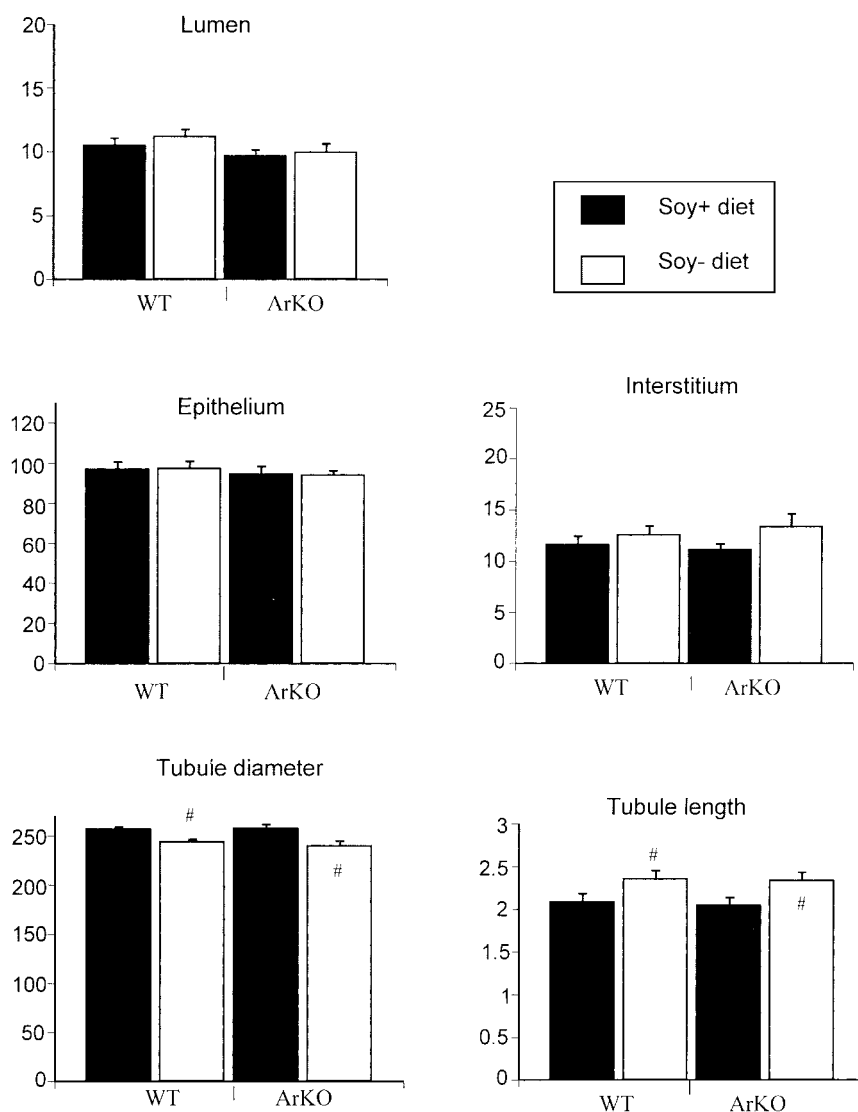 Lumen
20
15
10
5
0
WT
ArKO
Soy+ diet
Soy- diet
Epithelium
120
100
80
60
40
20
0
WT
ArKO
Interstitium
25
20
15
10
5
0
WT
ArKO
Tubuie diameter
#
250
200
150
100
50
0
#
WT
ArKO
Tubule length
3
#
2.5
2
#
1.5
1
0.5
0
WT
ArKO